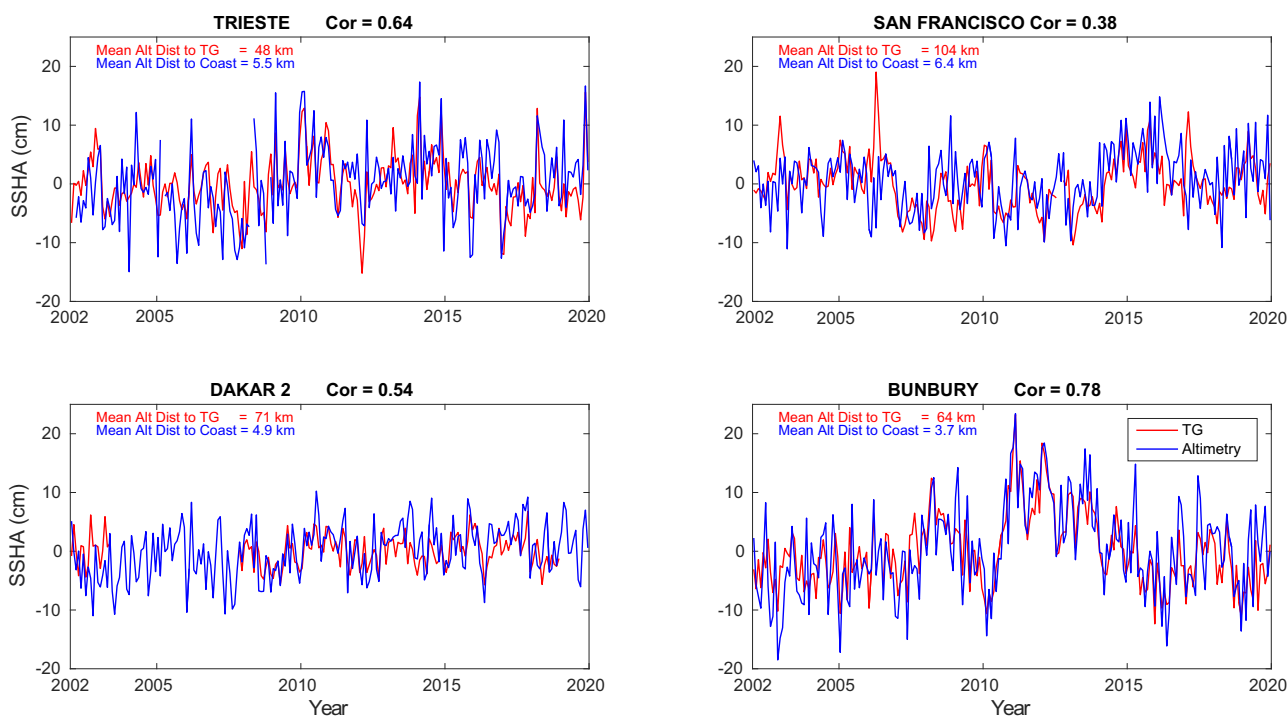 TRIESTE Cor = 0.64
Mean Alt Dist to TG = 48 km
Mean Alt Dist to Coast = 5.5 km
SSHA (cm)
20
10
0
-10
-20
2002 2005 2010 2015 2020
SAN FRANCISCO Cor = 0.38
Mean Alt Dist to TG = 104 km
Mean Alt Dist to Coast = 6.4 km
20
10
0
-10
-20
2002 2005 2010 2015 2020
DAKAR 2 Cor = 0.54
Mean Alt Dist to TG = 71 km
Mean Alt Dist to Coast = 4.9 km
SSHA (cm)
20
10
0
-10
-20
2002 2005 2010 2015 2020
Year
BUNBURY Cor = 0.78
Mean Alt Dist to TG = 64 km
Mean Alt Dist to Coast = 3.7 km
TG
Altimetry
20
10
0
-10
-20
2002 2005 2010 2015 2020
Year